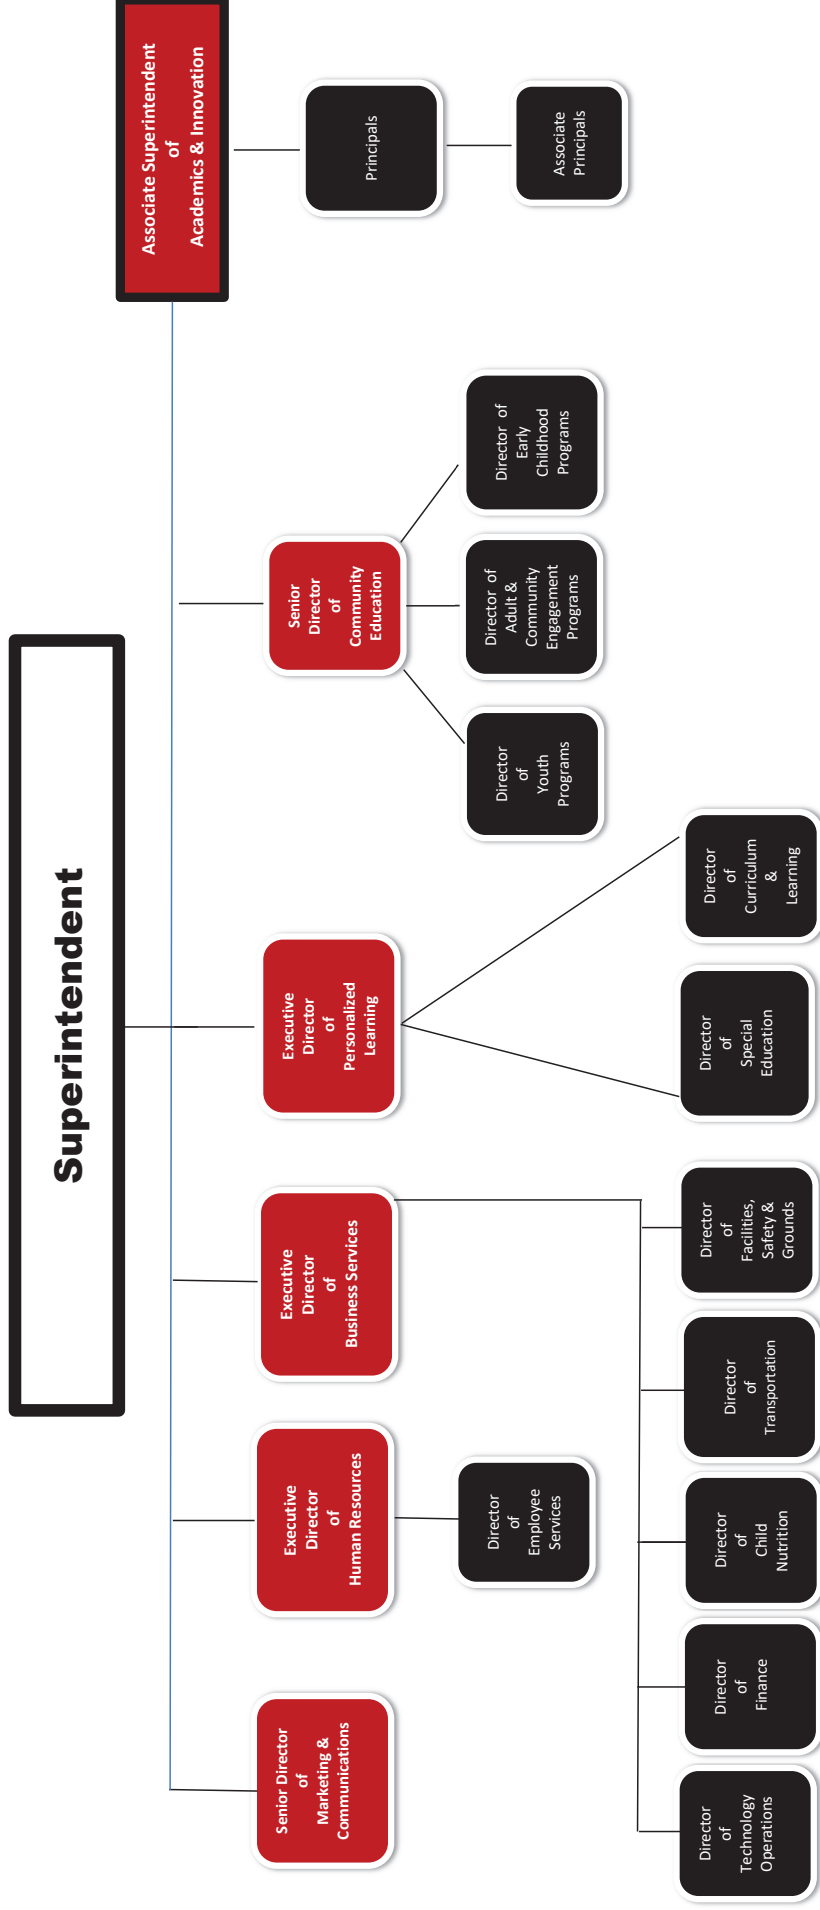 Superintendent
Associate Superintendent
of
Academics & Innovation
Senior Director
of
Marketing &
Communications
Executive
Director
of
Human Resources
Executive
Director
of
Business Services
Executive
Director
of
Personalized
Learning
Senior
Director
of
Community
Education
Principals
Associate
Principals
Director
of
Employee
Services
Director
of
Youth
Programs
Director of
Adult &
Community
Engagement
Programs
Director of
Early
Childhood
Programs
Director
of
Technology
Operations
Director
of
Finance
Director
of
Child
Nutrition
Director
of
Transportation
Director
of
Facilities,
Safety &
Grounds
Director
of
Special
Education
Director
of
Curriculum
&
Learning